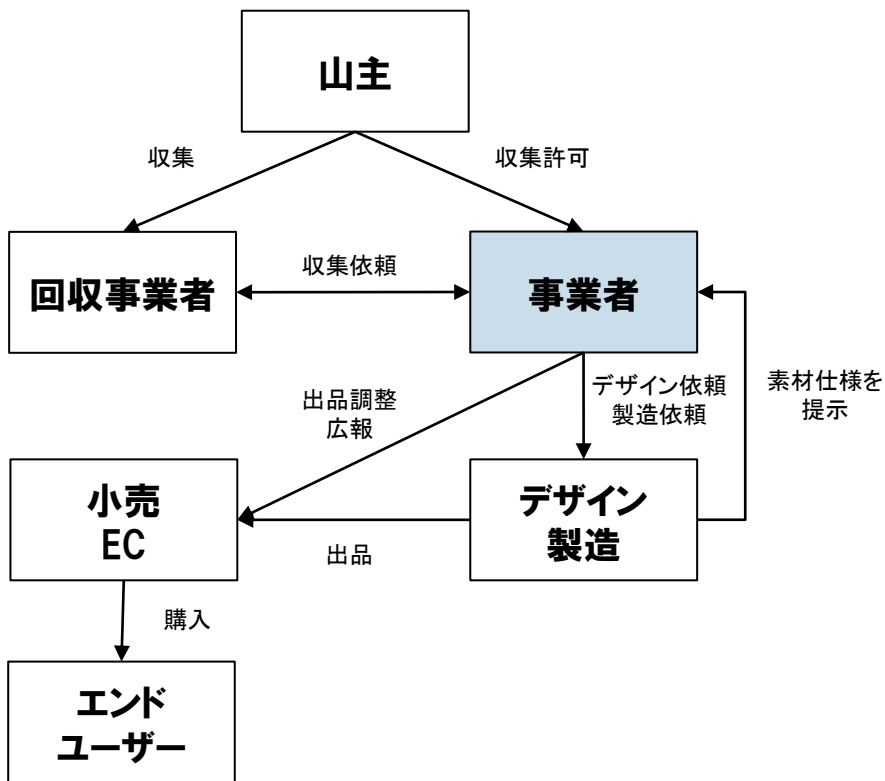 山主
収集
収集許可
回収事業者
収集依頼
事業者
出品調整
広報
デザイン依頼
製造依頼
素材仕様を
提示
小売
EC
出品
デザイン
製造
購入
エンド
ユーザー